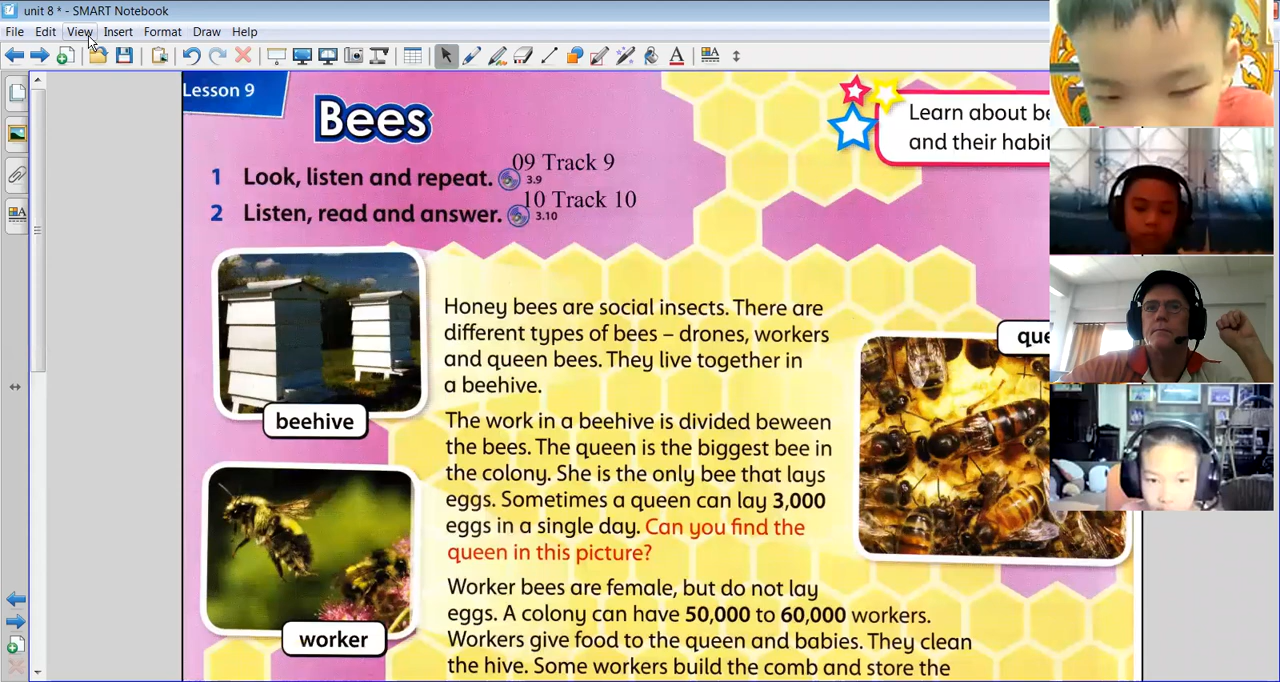 unit 8 * - SMART Notebook
File Edit View Insert Format Draw Help
Lesson 9
Bees
Learn about be
and their habit
1 Look, listen and repeat. 3.9 09 Track 9
2 Listen, read and answer. 3.10 10 Track 10
beehive
worker
Honey bees are social insects. There are
different types of bees – drones, workers
and queen bees. They live together in
a beehive.
The work in a beehive is divided beween
the bees. The queen is the biggest bee in
the colony. She is the only bee that lays
eggs. Sometimes a queen can lay 3,000
eggs in a single day. Can you find the
queen in this picture?
que
Worker bees are female, but do not lay
eggs. A colony can have 50,000 to 60,000 workers.
Workers give food to the queen and babies. They clean
the hive. Some workers build the comb and store the